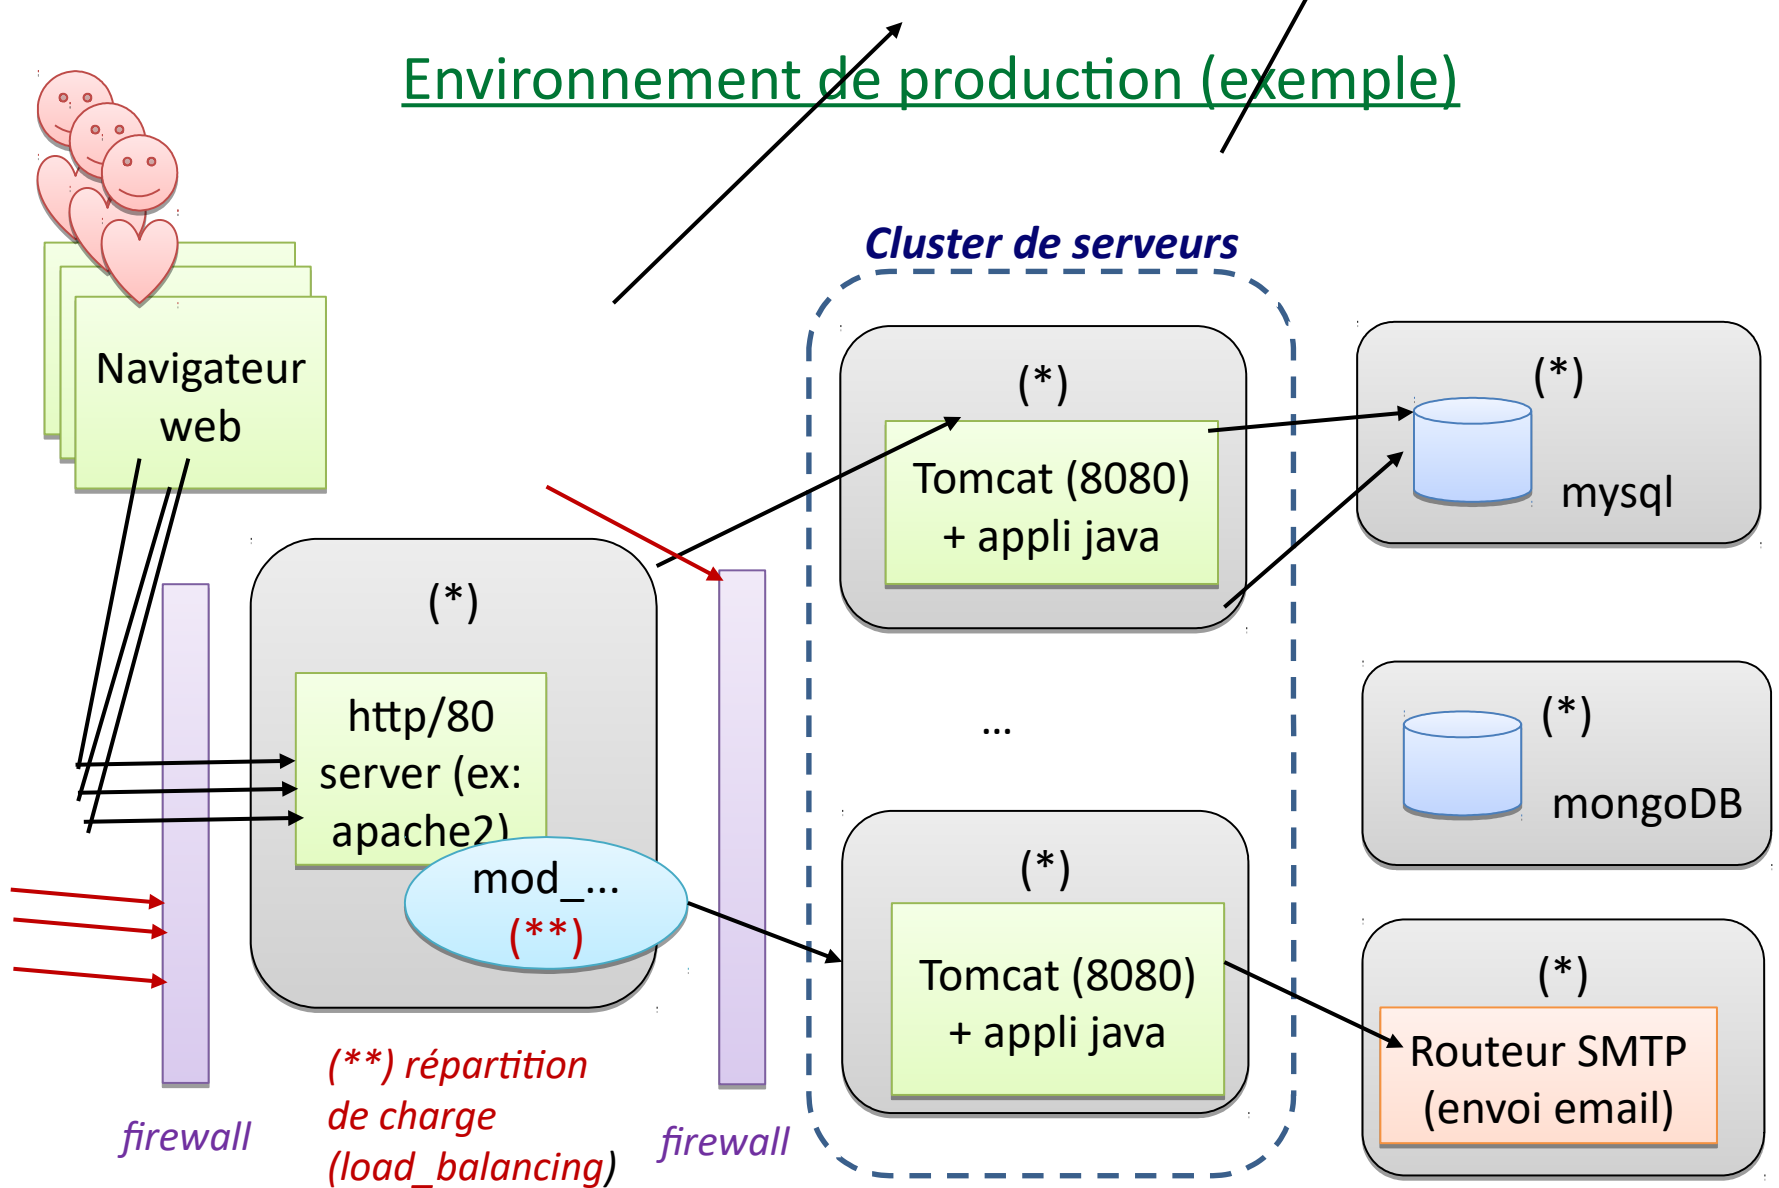 Environnement de production (exemple)
Navigateur
web
Cluster de serveurs
(*)
Tomcat (8080)
+ appli java
(*)
mysql
(*)
http/80
server (ex:
apache2)
mod_...
(**)
...
(*)
mongoDB
(*)
Tomcat (8080)
+ appli java
(*)
Routeur SMTP
(envoi email)
firewall
(**) répartition
de charge
(load_balancing)
firewall